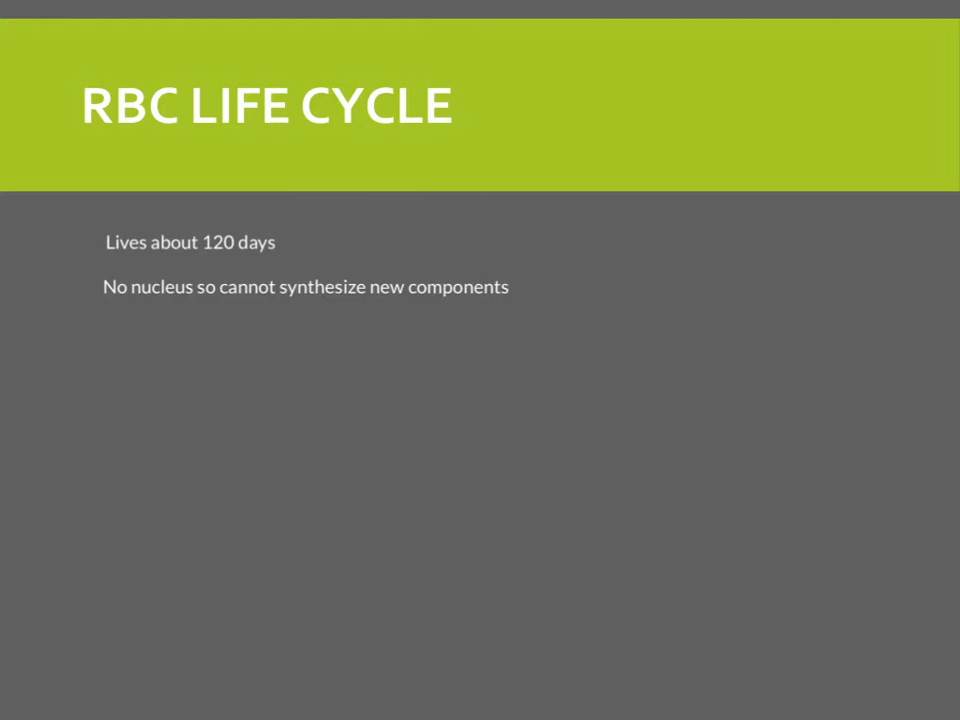 RBC LIFE CYCLE
Lives about 120 days
No nucleus so cannot synthesize new components